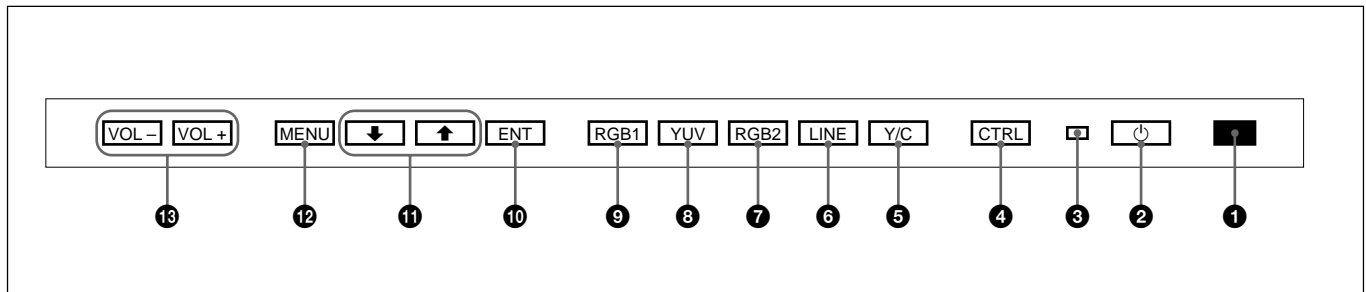 VOL – VOL + MENU ENT RGB1 YUV RGB2 LINE Y/C CTRL
13 12 11 10 9 8 7 6 5 4 3 2 1